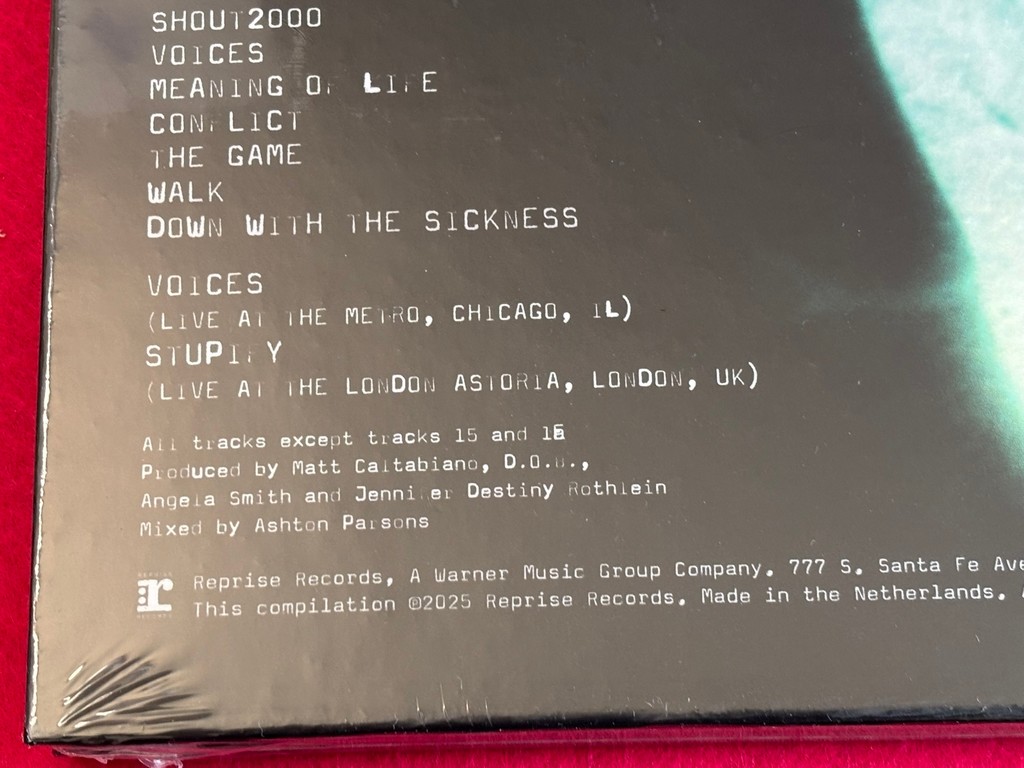 SHOUT2000
VOICES
MEANING OF LIFE
CONFLICT
THE GAME
WALK
DOWN WITH THE SICKNESS
VOICES
(LIVE AT THE METRO, CHICAGO, IL)
STUPIFY
(LIVE AT THE LONDON ASTORIA, LONDON, UK)
All tracks except tracks 15 and 16
Produced by Matt Caltabiano,
Angela Smith and Jennifer Destiny Rothlein
Mixed by Ashton Parsons
Reprise Records, A Warner Music Group Company. 777 S. Santa Fe Ave
This compilation ℗2025 Reprise Records. Made in the Netherlands.